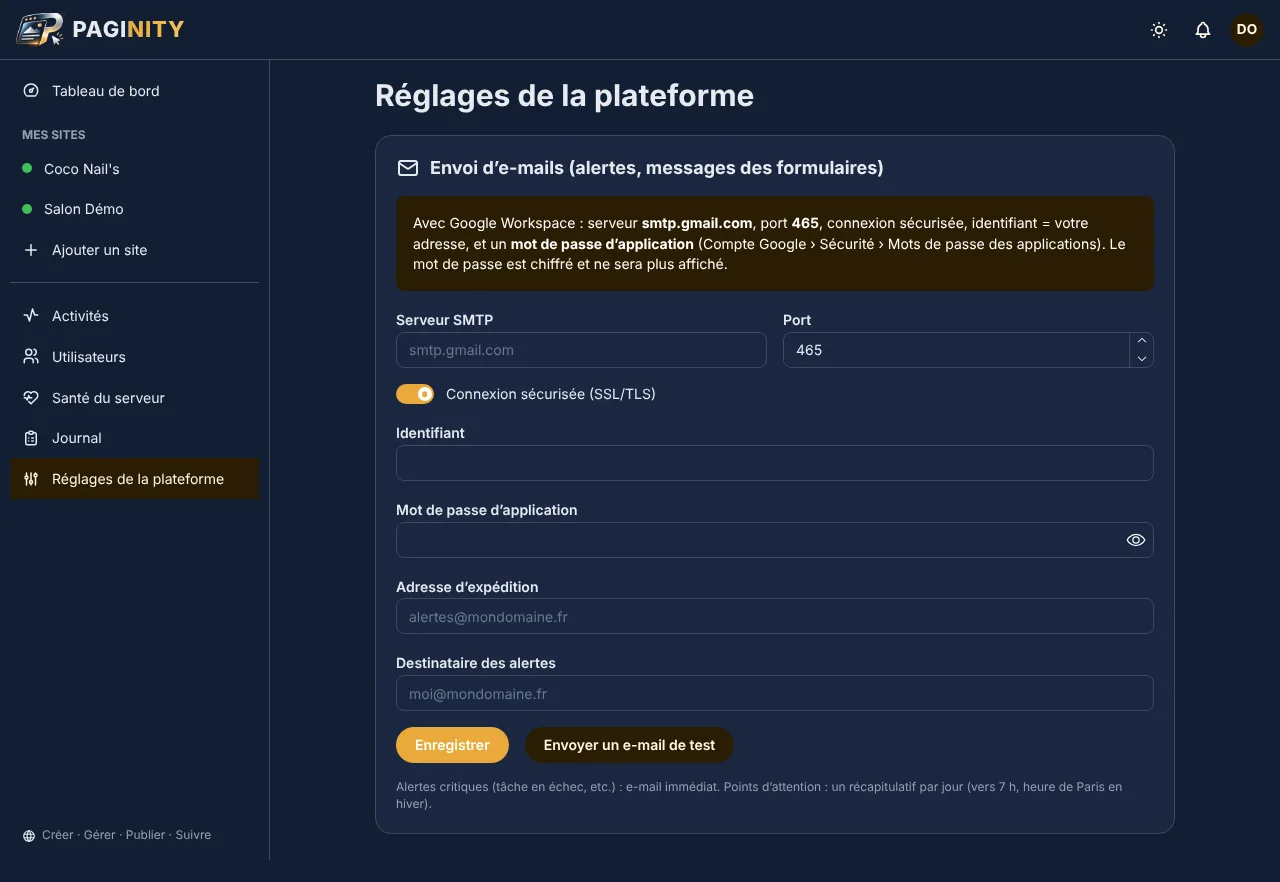 PAGINITY
DO
Tableau de bord
MES SITES
Coco Nail's
Salon Démo
Ajouter un site
Activités
Utilisateurs
Santé du serveur
Journal
Réglages de la plateforme
Créer · Gérer · Publier · Suivre
Réglages de la plateforme
Envoi d’e-mails (alertes, messages des formulaires)
Avec Google Workspace : serveur smtp.gmail.com, port 465, connexion sécurisée, identifiant = votre
adresse, et un mot de passe d’application (Compte Google › Sécurité › Mots de passe des applications). Le
mot de passe est chiffré et ne sera plus affiché.
Serveur SMTP
smtp.gmail.com
Port
465
Connexion sécurisée (SSL/TLS)
Identifiant
Mot de passe d’application
Adresse d’expédition
alertes@mondomaine.fr
Destinataire des alertes
moi@mondomaine.fr
Enregistrer
Envoyer un e-mail de test
Alertes critiques (tâche en échec, etc.) : e-mail immédiat. Points d’attention : un récapitulatif par jour (vers 7 h, heure de Paris en
hiver).